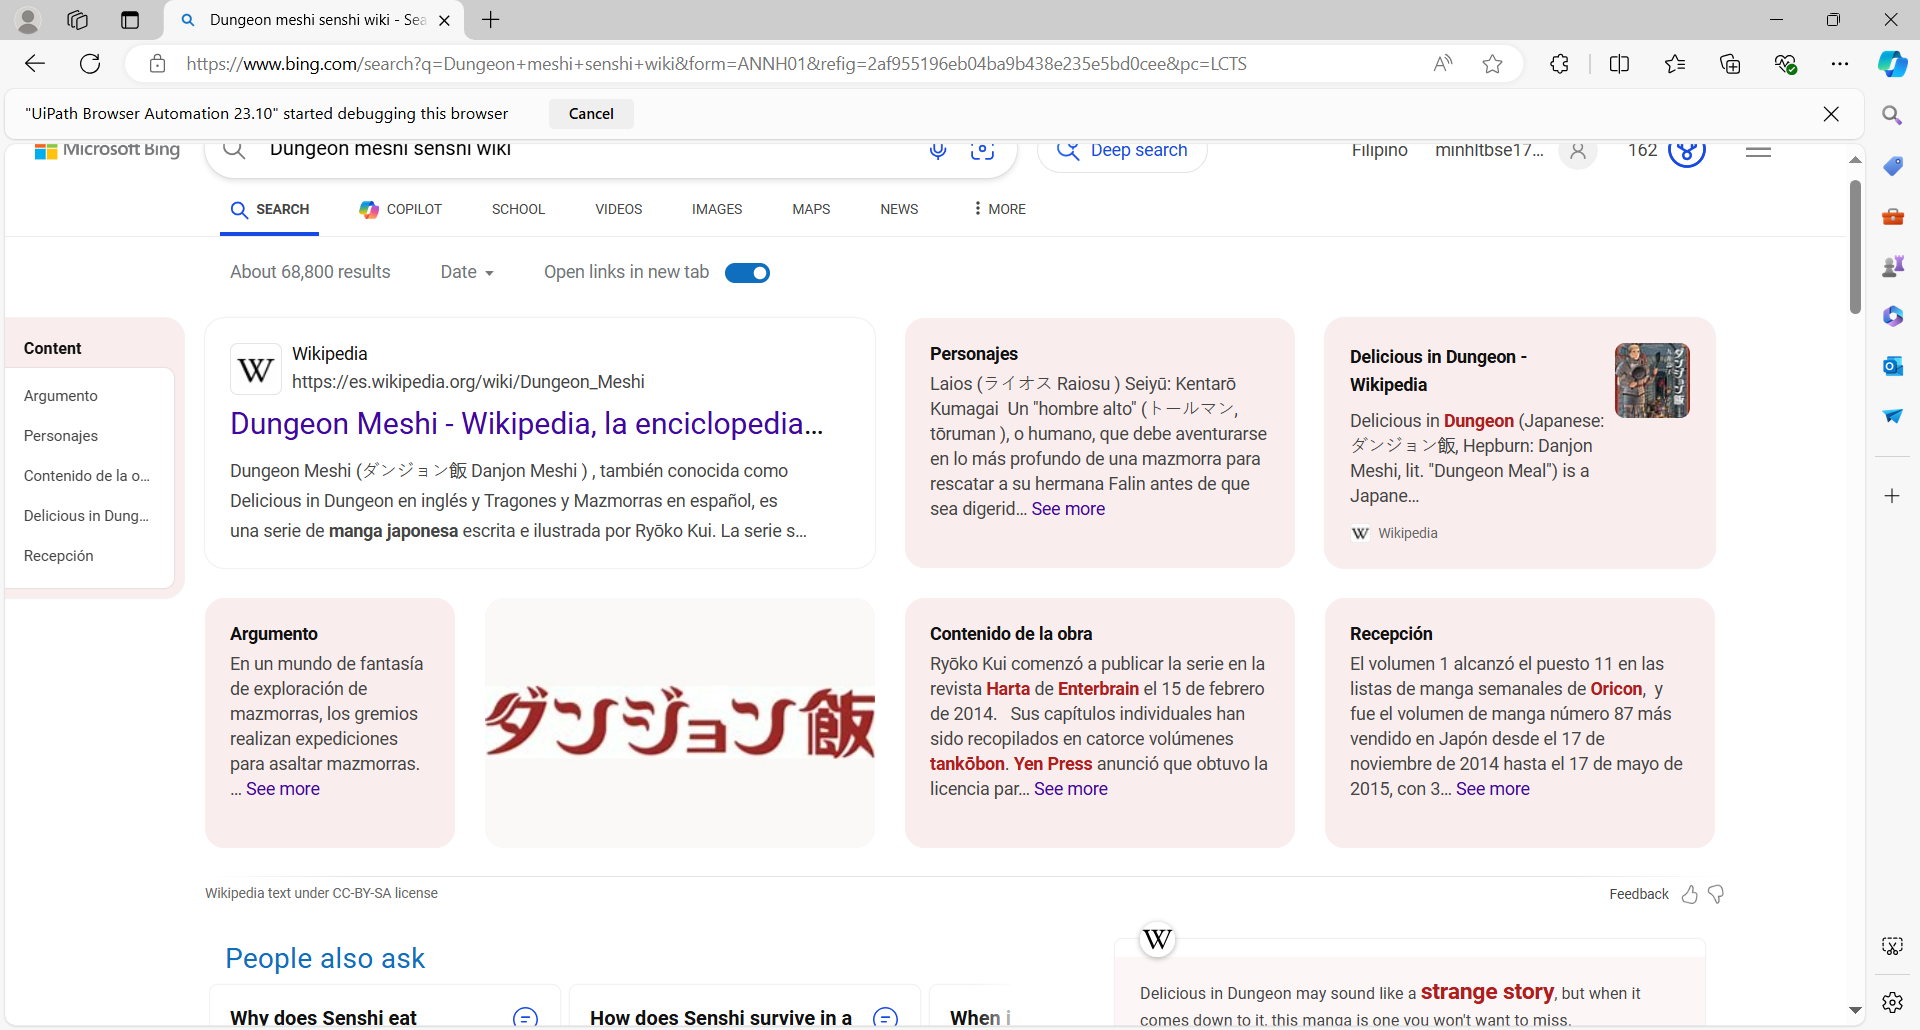 Dungeon meshi senshi wiki - Sea
https://www.bing.com/search?q=Dungeon+meshi+senshi+wiki&form=ANNH01&refig=2af955196eb04ba9b438e235e5bd0cee&pc=LCTS
"UiPath Browser Automation 23.10" started debugging this browser
Cancel
Microsoft Bing
Dungeon meshi senshi wiki
Deep search
Filipino
minhltbse17...
162
SEARCH
COPILOT
SCHOOL
VIDEOS
IMAGES
MAPS
NEWS
MORE
About 68,800 results
Date
Open links in new tab
Content
Argumento
Personajes
Contenido de la o...
Delicious in Dung...
Recepción
W
Wikipedia
https://es.wikipedia.org/wiki/Dungeon_Meshi
Dungeon Meshi - Wikipedia, la enciclopedia...
Dungeon Meshi (ダンジョン飯 Danjon Meshi ) , también conocida como
Delicious in Dungeon en inglés y Tragones y Mazmorras en español, es
una serie de manga japonesa escrita e ilustrada por Ryōko Kui. La serie s...
Personajes
Laios (ライオス Raiosu ) Seiyū: Kentarō
Kumagai Un "hombre alto" (トールマン,
tōruman ), o humano, que debe aventurarse
en lo más profundo de una mazmorra para
rescatar a su hermana Falin antes de que
sea digerid... See more
Delicious in Dungeon -
Wikipedia
Delicious in Dungeon (Japanese:
ダンジョン飯, Hepburn: Danjon
Meshi, lit. "Dungeon Meal") is a
Japane...
W Wikipedia
Argumento
En un mundo de fantasía
de exploración de
mazmorras, los gremios
realizan expediciones
para asaltar mazmorras.
... See more
ダンジョン飯
Contenido de la obra
Ryōko Kui comenzó a publicar la serie en la
revista Harta de Enterbrain el 15 de febrero
de 2014. Sus capítulos individuales han
sido recopilados en catorce volúmenes
tankōbon. Yen Press anunció que obtuvo la
licencia par... See more
Recepción
El volumen 1 alcanzó el puesto 11 en las
listas de manga semanales de Oricon, y
fue el volumen de manga número 87 más
vendido en Japón desde el 17 de
noviembre de 2014 hasta el 17 de mayo de
2015, con 3... See more
Wikipedia text under CC-BY-SA license
Feedback
People also ask
Why does Senshi eat
How does Senshi survive in a
When i
W
Delicious in Dungeon may sound like a strange story, but when it
comes down to it, this manga is one you won't want to miss.